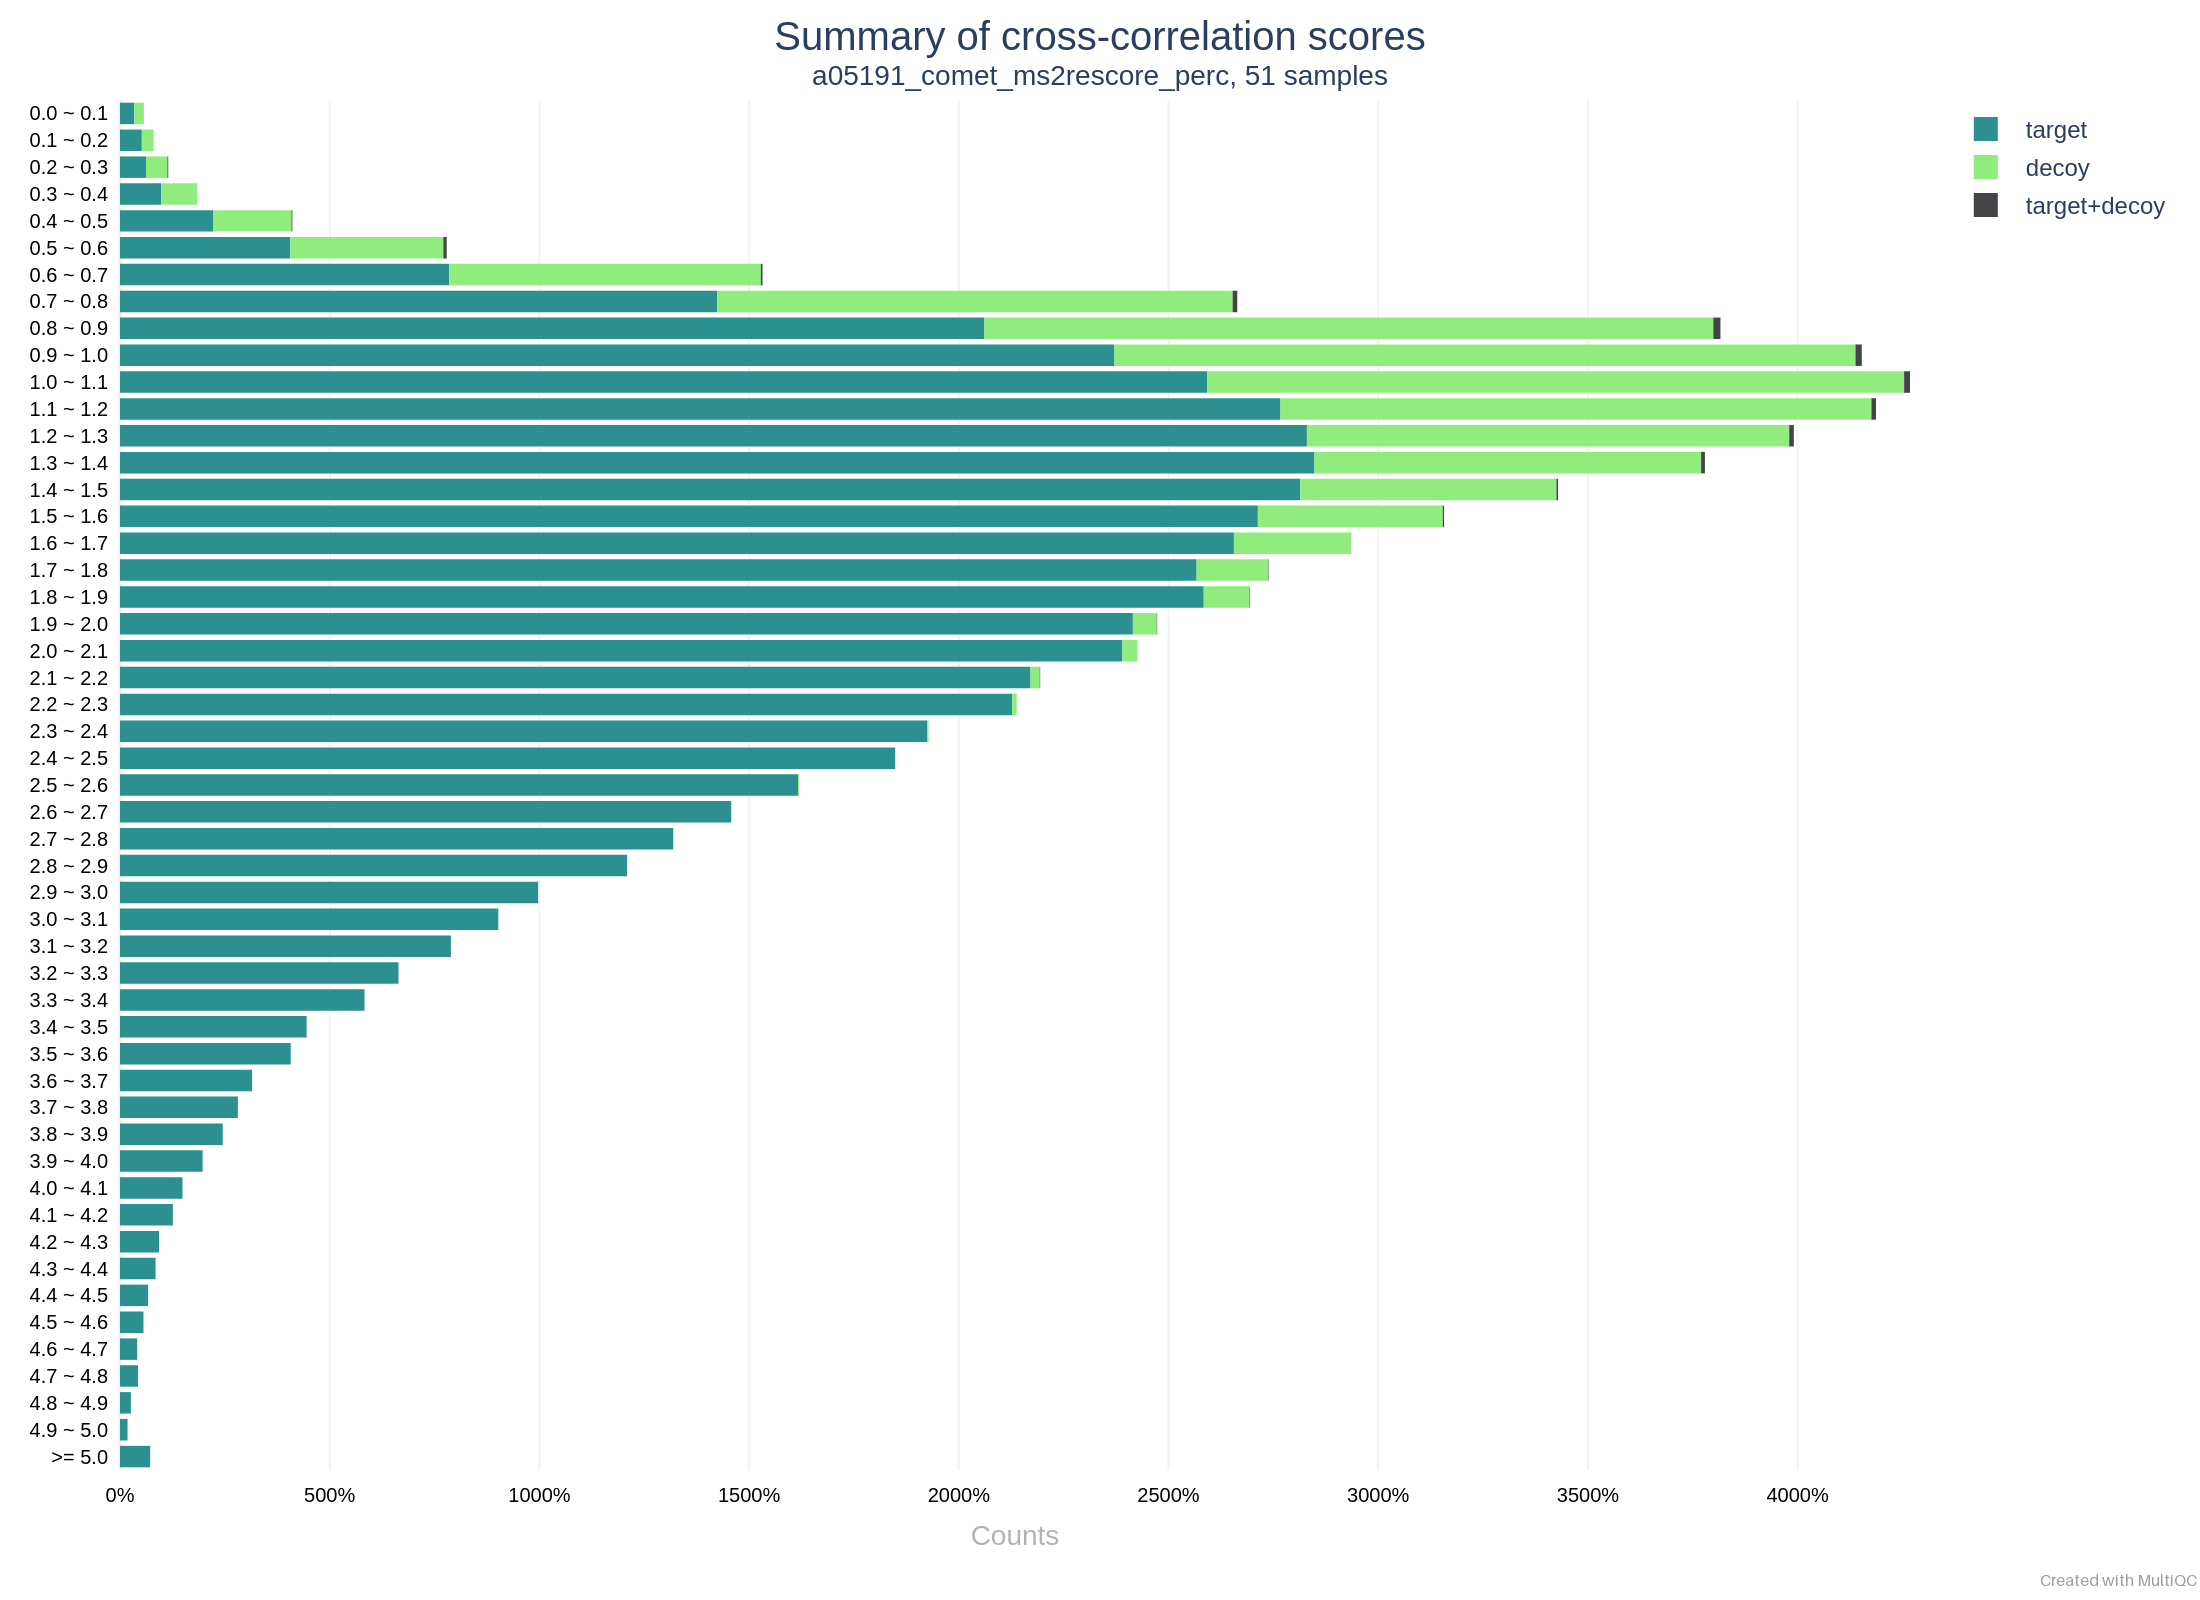 Summary of cross-correlation scores
a05191_comet_ms2rescore_perc, 51 samples
0.0 ~ 0.1
0.1 ~ 0.2
0.2 ~ 0.3
0.3 ~ 0.4
0.4 ~ 0.5
0.5 ~ 0.6
0.6 ~ 0.7
0.7 ~ 0.8
0.8 ~ 0.9
0.9 ~ 1.0
1.0 ~ 1.1
1.1 ~ 1.2
1.2 ~ 1.3
1.3 ~ 1.4
1.4 ~ 1.5
1.5 ~ 1.6
1.6 ~ 1.7
1.7 ~ 1.8
1.8 ~ 1.9
1.9 ~ 2.0
2.0 ~ 2.1
2.1 ~ 2.2
2.2 ~ 2.3
2.3 ~ 2.4
2.4 ~ 2.5
2.5 ~ 2.6
2.6 ~ 2.7
2.7 ~ 2.8
2.8 ~ 2.9
2.9 ~ 3.0
3.0 ~ 3.1
3.1 ~ 3.2
3.2 ~ 3.3
3.3 ~ 3.4
3.4 ~ 3.5
3.5 ~ 3.6
3.6 ~ 3.7
3.7 ~ 3.8
3.8 ~ 3.9
3.9 ~ 4.0
4.0 ~ 4.1
4.1 ~ 4.2
4.2 ~ 4.3
4.3 ~ 4.4
4.4 ~ 4.5
4.5 ~ 4.6
4.6 ~ 4.7
4.7 ~ 4.8
4.8 ~ 4.9
4.9 ~ 5.0
>= 5.0
0% 500% 1000% 1500% 2000% 2500% 3000% 3500% 4000%
Counts
target
decoy
target+decoy
Created with MultiQC